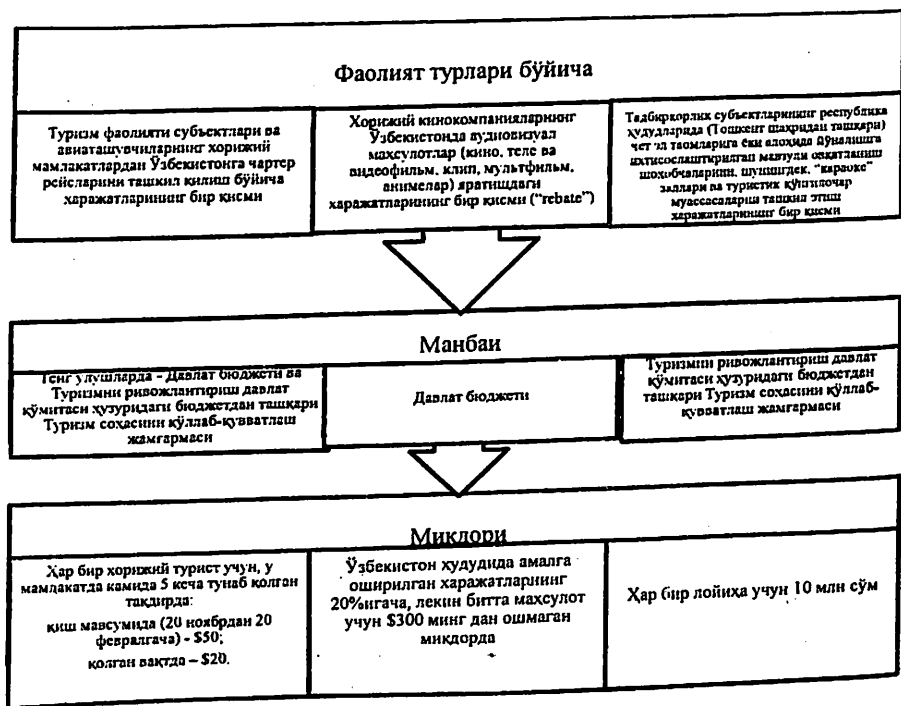 Фаолият турлари бўйича
Туризм фаолияти субъектлари ва
авиаташувчиларнинг хорижий
мамлакатлардан Ўзбекистонга чартер
рейсларини ташкил қилиш бўйича
харажатларининг бир қисми
Хорижий кинокомпанияларнинг
Ўзбекистонда аудиовизуал
маҳсулотлар (кино, теле ва
видеофильм, клип, мультфильм,
анимелар) яратишдаги
харажатларининг бир қисми ("rebate")
Тадбиркорлик субъектларининг республика
ҳудудларида (Тошкент шаҳридан ташқари)
чет эл таомларига ёки алоҳида йўналишга
ихтисослаштирилган мавзули овқатланиш
шохобчаларини, шунингдек, "караоке"
заллари ва туристик кўнгилочар
муассасалариш ташкил этиш
харажатларининг бир қисми
Манбаи
Тенг улушларда - Давлат бюджети ва
Туризмни ривожлантириш давлат
қўмитаси ҳузуридаги бюджетдан ташқари
Туризм соҳасини қўллаб-қувватлаш
жамғармаси
Давлат бюджети
Туризмни ривожлантириш давлат
қўмитаси ҳузуридаги бюджетдан
ташқари Туризм соҳасини қўллаб-
қувватлаш жамғармаси
Миқдори
Ҳар бир хорижий турист учун, у
мамлакатда камида 5 кеча тунаб қолган
тақдирда:
қиш мавсумида (20 ноябрдан 20
февралгача) - $50;
қолган вақтда – $20.
Ўзбекистон ҳудудида амалга
оширилган харажатларнинг
20%игача, лекин битта маҳсулот
учун $300 минг дан ошмаган
миқдорда
Ҳар бир лойиҳа учун 10 млн сўм